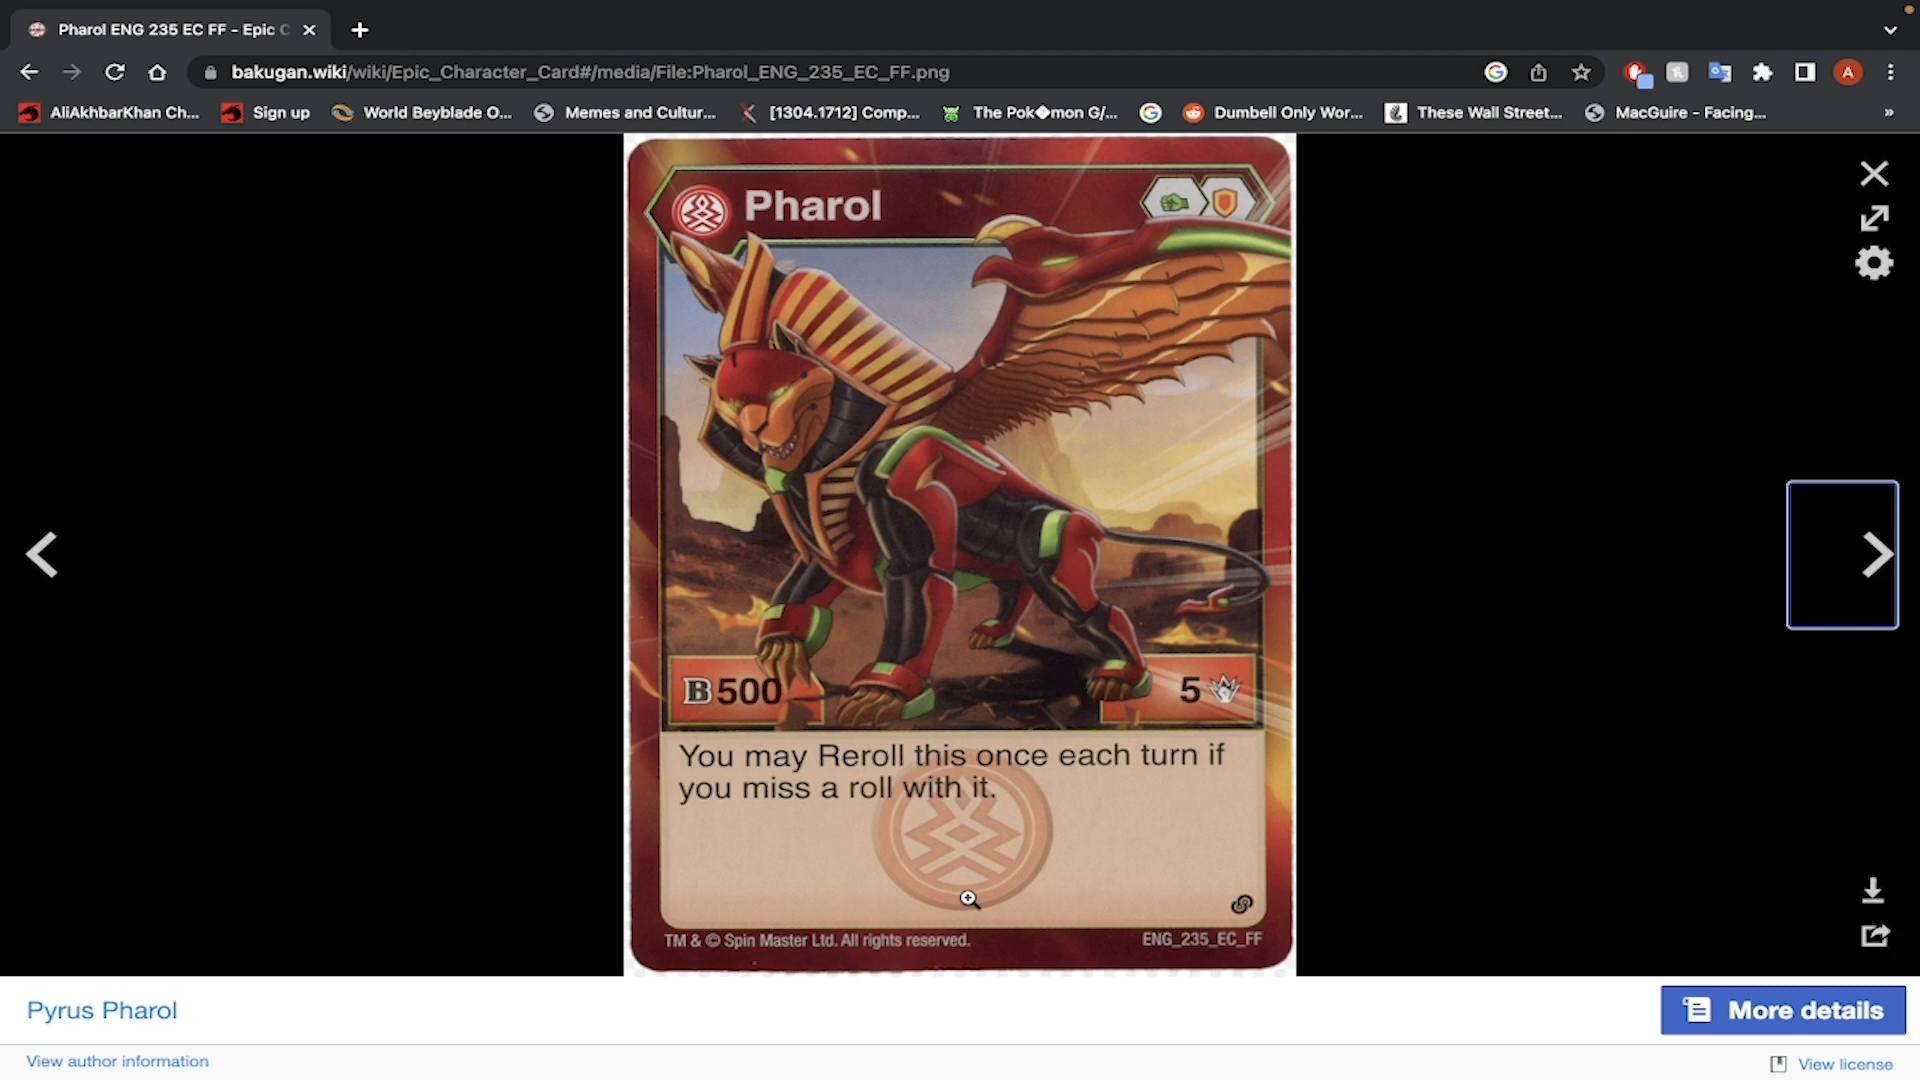 Pharol ENG 235 EC FF - Epic C
bakugan.wiki/wiki/Epic_Character_Card#/media/File:Pharol_ENG_235_EC_FF.png
A
AliAkhbarKhan Ch... Sign up World Beyblade O... Memes and Cultur... [1304.1712] Comp... The Pok�mon G/... Dumbell Only Wor... These Wall Street... MacGuire - Facing... »
Pharol
B 500
5
You may Reroll this once each turn if
you miss a roll with it.
TM & © Spin Master Ltd. All rights reserved.
ENG_235_EC_FF
Pyrus Pharol
More details
View author information
View license